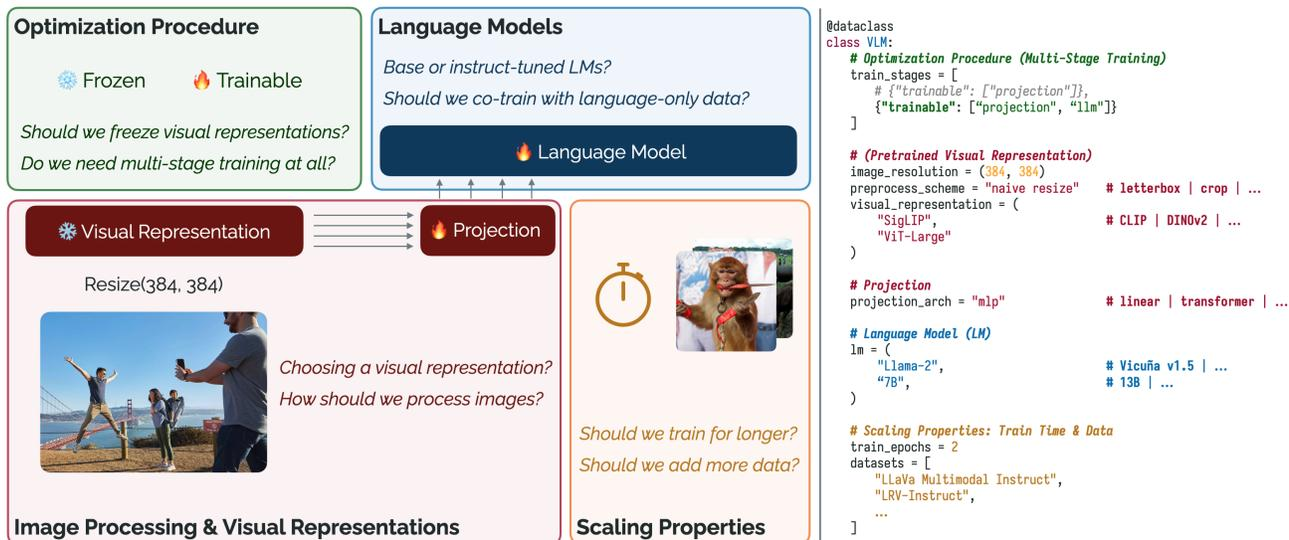 Optimization Procedure
Frozen
Trainable
Should we freeze visual representations?
Do we need multi-stage training at all?
Language Models
Base or instruct-tuned LMs?
Should we co-train with language-only data?
Language Model
Visual Representation
Projection
Resize(384, 384)
Choosing a visual representation?
How should we process images?
Image Processing & Visual Representations
Should we train for longer?
Should we add more data?
Scaling Properties
@dataclass
class VLM:
# Optimization Procedure (Multi-Stage Training)
train_stages = [
# {"trainable": ["projection"]},
{"trainable": [“projection", “llm"]}
]
# (Pretrained Visual Representation)
image_resolution = (384, 384)
preprocess_scheme = "naive resize" # letterbox | crop | ...
visual_representation = (
"SigLIP", # CLIP | DINOv2 | ...
"ViT-Large"
)
# Projection
projection_arch = "mlp" # linear | transformer | ...
# Language Model (LM)
lm = (
"Llama-2", # Vicuña v1.5 | ...
“7B", # 13B | ...
)
# Scaling Properties: Train Time & Data
train_epochs = 2
datasets = [
"LLaVa Multimodal Instruct",
"LRV-Instruct",
...
]